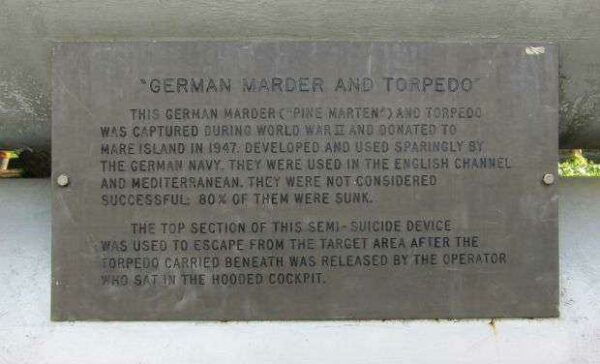 "GERMAN MARDER AND TORPEDO"
THIS GERMAN MARDER ("PINE MARTEN") AND TORPEDO
WAS CAPTURED DURING WORLD WAR II AND DONATED TO
MARE ISLAND IN 1947. DEVELOPED AND USED SPARINGLY BY
THE GERMAN NAVY. THEY WERE USED IN THE ENGLISH CHANNEL
AND MEDITERRANEAN. THEY WERE NOT CONSIDERED
SUCCESSFUL; 80% OF THEM WERE SUNK.
THE TOP SECTION OF THIS SEMI-SUICIDE DEVICE
WAS USED TO ESCAPE FROM THE TARGET AREA AFTER THE
TORPEDO CARRIED BENEATH WAS RELEASED BY THE OPERATOR
WHO SAT IN THE HOODED COCKPIT.